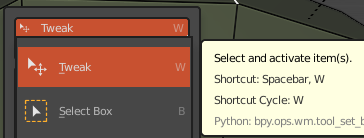 Tweak W
Tweak W
Select Box B
Select and activate item(s).
Shortcut: Spacebar, W
Shortcut Cycle: W
Python: bpy.ops.wm.tool_set_b